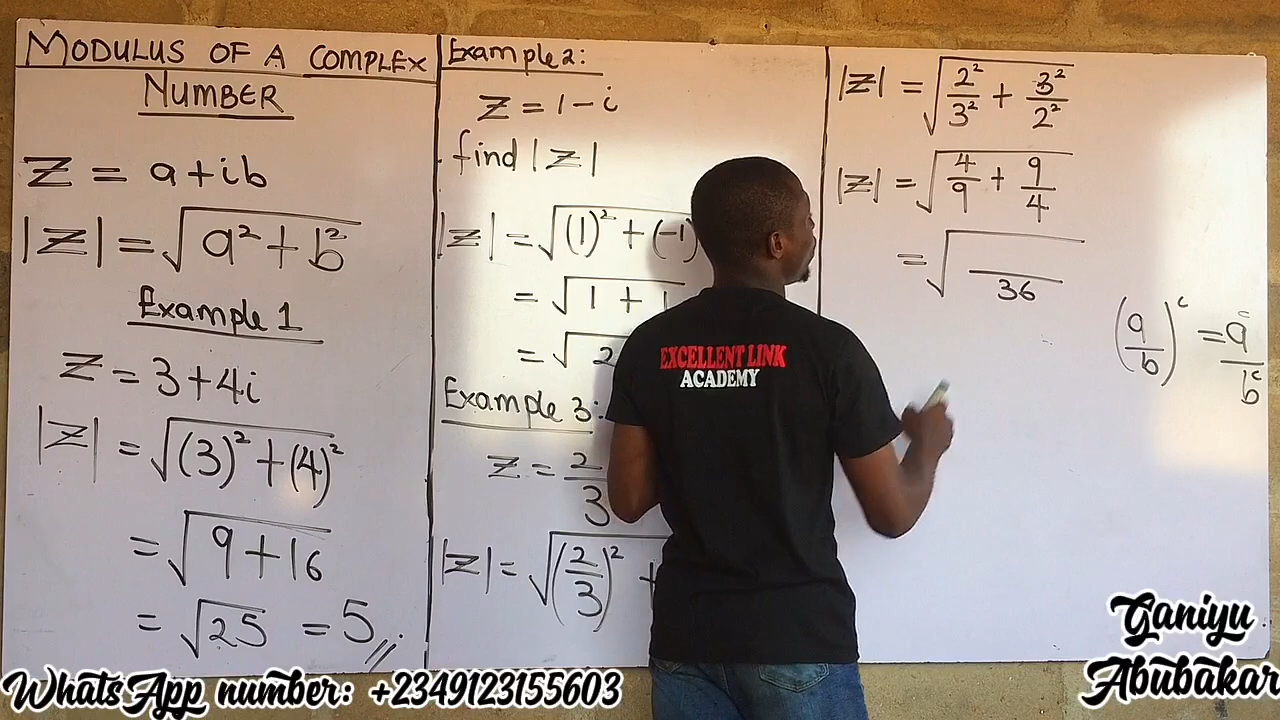 MODULUS OF A COMPLEX
NUMBER
Z = a + ib
|Z| = √(a² + b²)
Example 1
Z = 3 + 4i
|Z| = √((3)² + (4)²)
= √(9 + 16)
= √25 = 5
Example 2:
Z = 1 - i
find |Z|
|Z| = √((1)² + (-1)
= √(1 + 1
= √2
Example 3:
Z = 2/3
|Z| = √((2/3)² +
|Z| = √(2²/3² + 3²/2²)
|Z| = √(4/9 + 9/4)
= √( /36)
(a/b)ᶜ = aᶜ/bᶜ
EXCELLENT LINK
ACADEMY
WhatsApp number: +2349123155603
Ganiyu
Abubakar